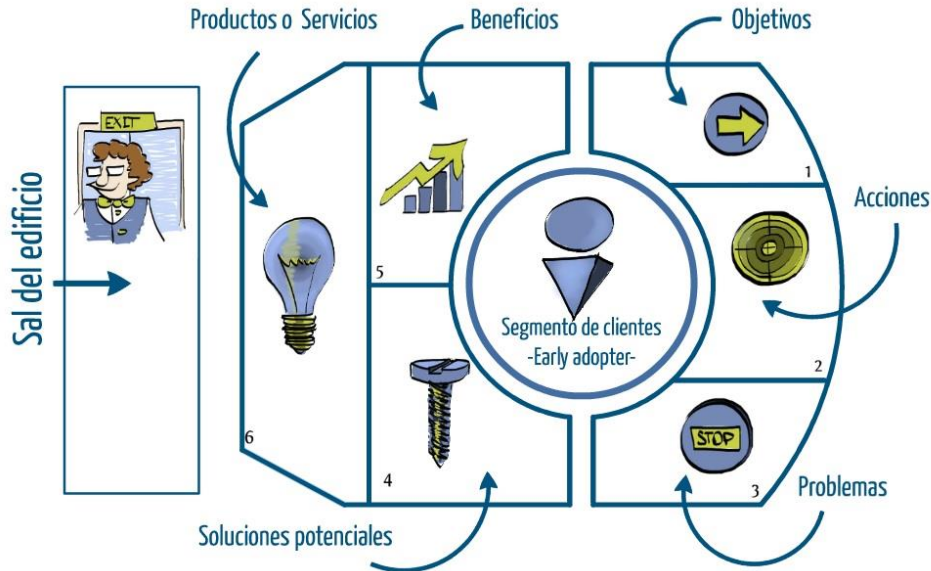 Productos o Servicios
Beneficios
Objetivos
EXIT
Sal del edificio
1
Acciones
5
Segmento de clientes
-Early adopter-
2
6
4
STOP
3
Problemas
Soluciones potenciales